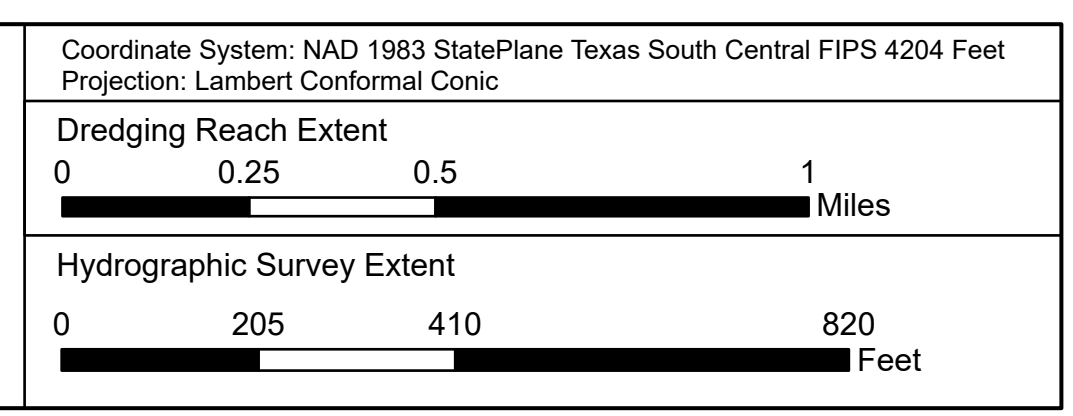 Coordinate System: NAD 1983 StatePlane Texas South Central FIPS 4204 Feet
Projection: Lambert Conformal Conic
Dredging Reach Extent
0 0.25 0.5 1
Miles
Hydrographic Survey Extent
0 205 410 820
Feet